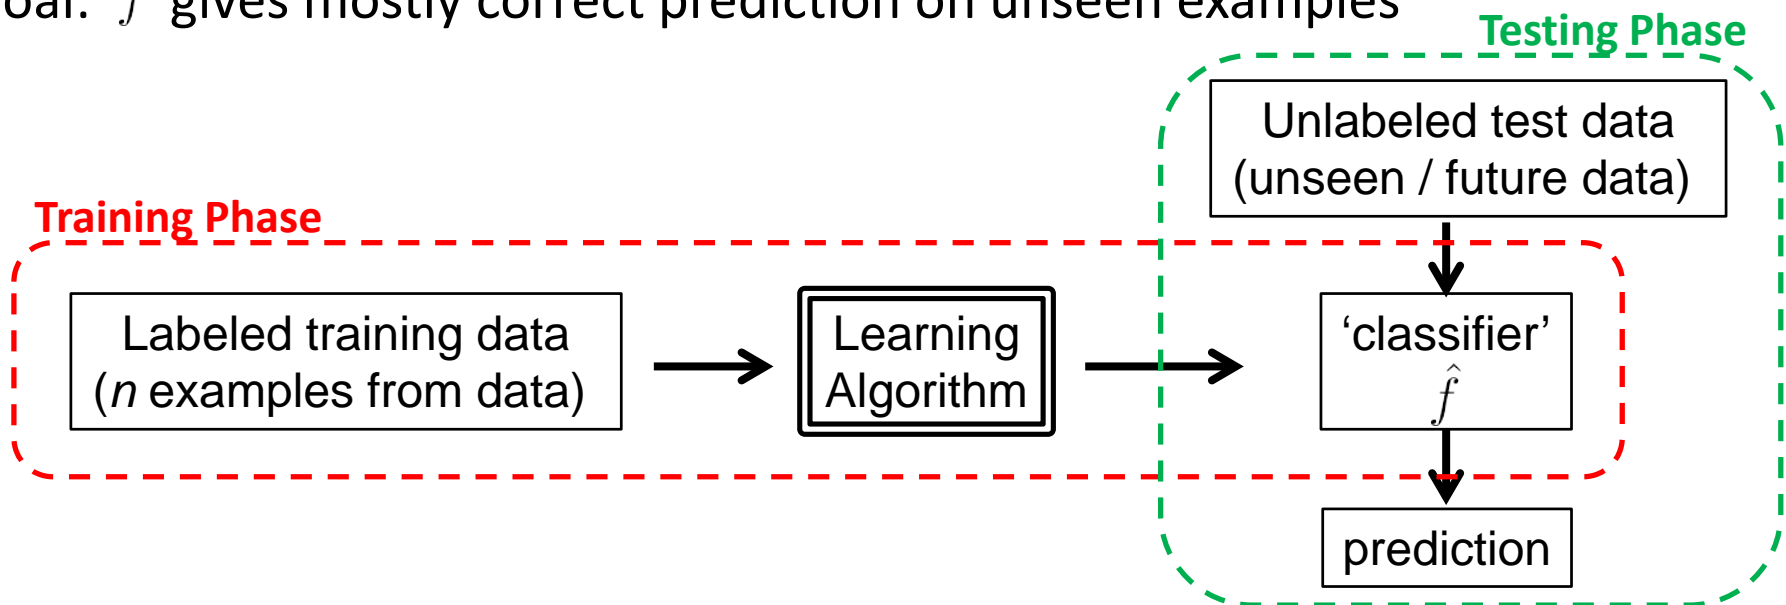 oal: f̂ gives mostly correct prediction on unseen examples
Testing Phase
Unlabeled test data
(unseen / future data)
Training Phase
Labeled training data
(n examples from data)
Learning
Algorithm
‘classifier’
f̂
prediction